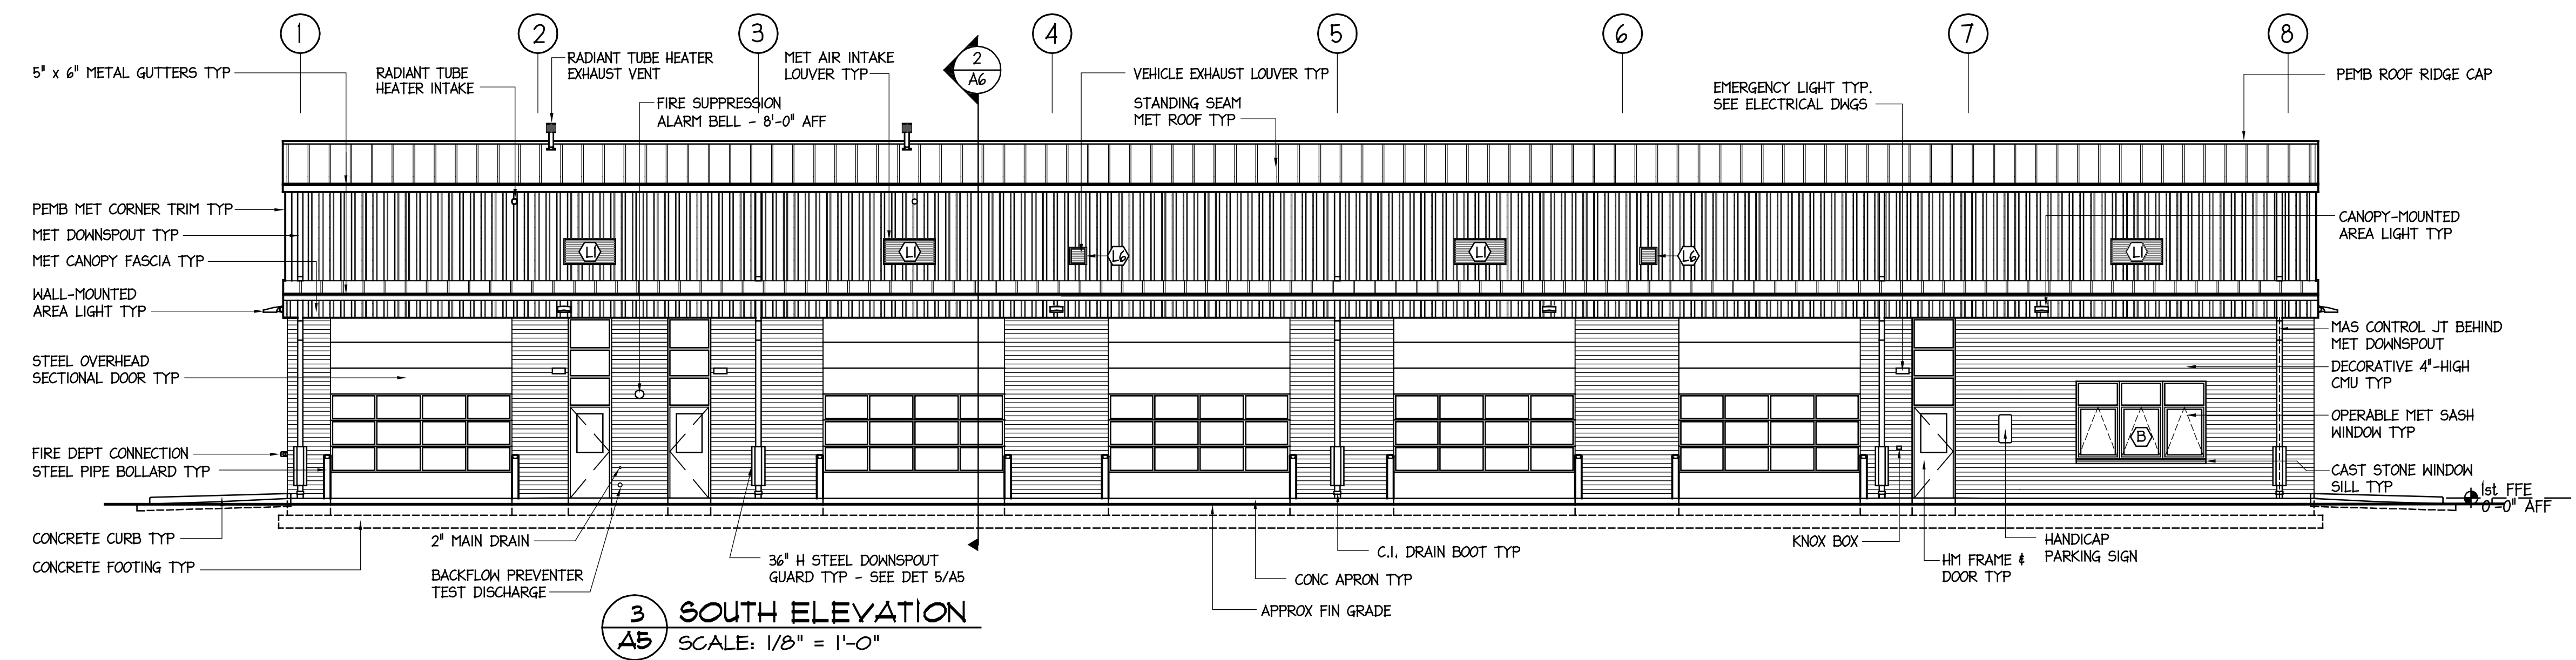 1 2 3 4 5 6 7 8
5" x 6" METAL GUTTERS TYP
RADIANT TUBE
HEATER INTAKE
RADIANT TUBE HEATER
EXHAUST VENT
FIRE SUPPRESSION
ALARM BELL - 8'-0" AFF
MET AIR INTAKE
LOUVER TYP
2
A6
VEHICLE EXHAUST LOUVER TYP
STANDING SEAM
MET ROOF TYP
EMERGENCY LIGHT TYP.
SEE ELECTRICAL DWGS
PEMB ROOF RIDGE CAP
PEMB MET CORNER TRIM TYP
MET DOWNSPOUT TYP
MET CANOPY FASCIA TYP
WALL-MOUNTED
AREA LIGHT TYP
STEEL OVERHEAD
SECTIONAL DOOR TYP
FIRE DEPT CONNECTION
STEEL PIPE BOLLARD TYP
CONCRETE CURB TYP
CONCRETE FOOTING TYP
L1 L1 L6 L1 L6 L1
B
CANOPY-MOUNTED
AREA LIGHT TYP
MAS CONTROL JT BEHIND
MET DOWNSPOUT
DECORATIVE 4"-HIGH
CMU TYP
OPERABLE MET SASH
WINDOW TYP
CAST STONE WINDOW
SILL TYP
1st FFE
0'-0" AFF
2" MAIN DRAIN
BACKFLOW PREVENTER
TEST DISCHARGE
36" H STEEL DOWNSPOUT
GUARD TYP - SEE DET 5/A5
C.I. DRAIN BOOT TYP
CONC APRON TYP
APPROX FIN GRADE
KNOX BOX
HM FRAME &
DOOR TYP
HANDICAP
PARKING SIGN
3
A5
SOUTH ELEVATION
SCALE: 1/8" = 1'-0"